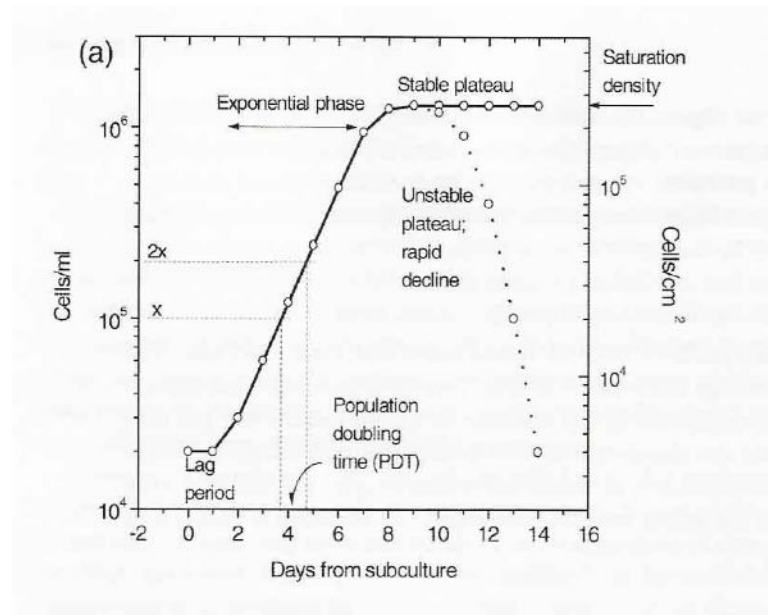 (a)
Stable plateau
Saturation
density
Exponential phase
10^6
10^5
Unstable
plateau;
rapid
decline
2x
Cells/ml
Cells/cm^2
10^5
x
10^4
Population
doubling
time (PDT)
Lag
period
10^4
-2 0 2 4 6 8 10 12 14 16
Days from subculture